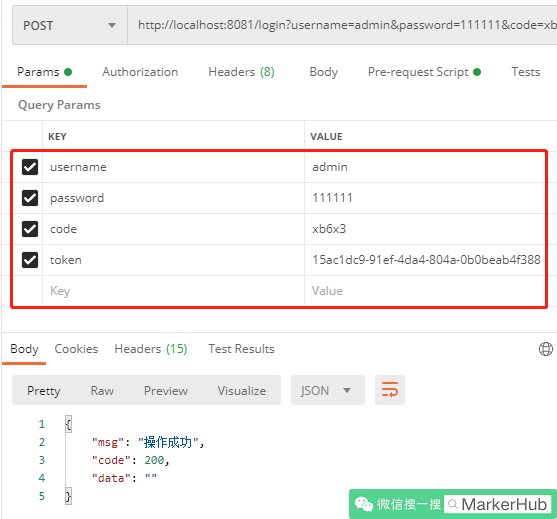 POST http://localhost:8081/login?username=admin&password=111111&code=xb
Params Authorization Headers (8) Body Pre-request Script Tests
Query Params
KEY VALUE
username admin
password 111111
code xb6x3
token 15ac1dc9-91ef-4da4-804a-0b0beab4f388
Key Value
Body Cookies Headers (15) Test Results
Pretty Raw Preview Visualize JSON
1 {
2 "msg": "操作成功",
3 "code": 200,
4 "data": ""
5 }
微信搜一搜 MarkerHub